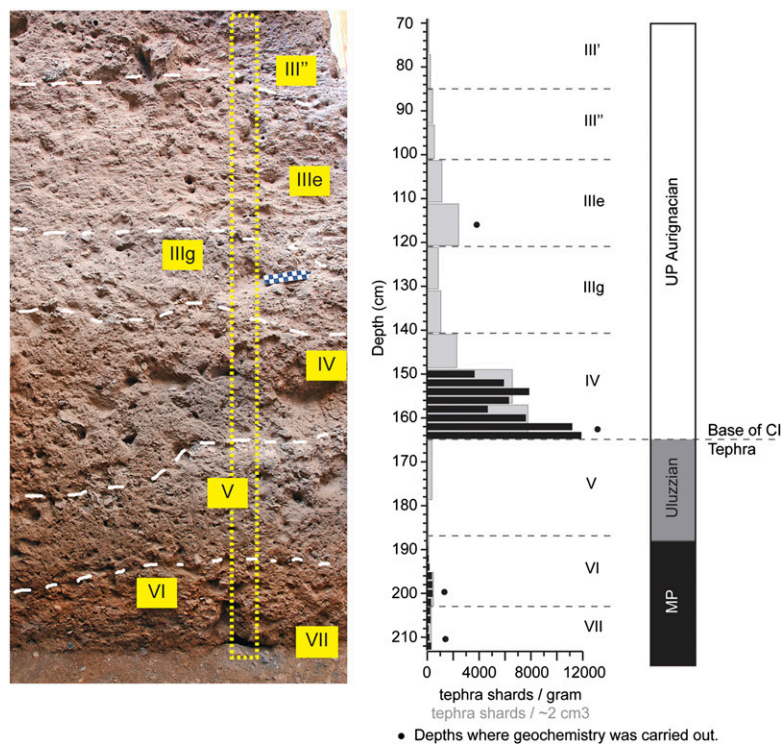 III”
IIIe
IIIg
IV
V
VI
VII
Depth (cm)
70
80
90
100
110
120
130
140
150
160
170
180
190
200
210
III’
III”
IIIe
IIIg
IV
V
VI
VII
0 4000 8000 12000
tephra shards / gram
tephra shards / ~2 cm3
● Depths where geochemistry was carried out.
UP Aurignacian
Uluzzian
MP
Base of CI
Tephra